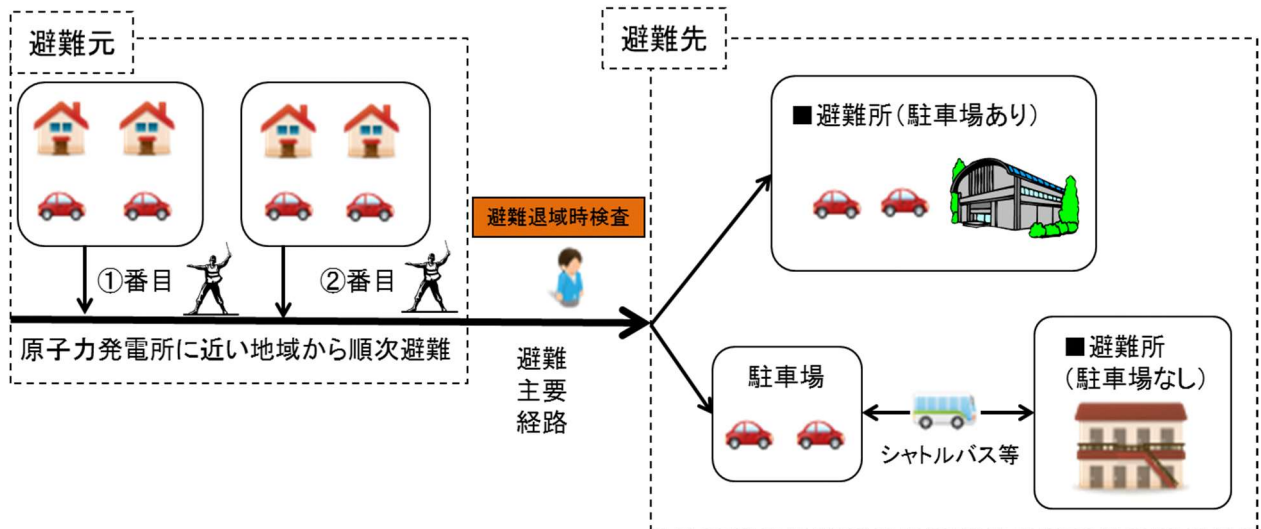 避難元
避難先
■避難所(駐車場あり)
避難退域時検査
①番目
②番目
原子力発電所に近い地域から順次避難
避難
主要
経路
駐車場
シャトルバス等
■避難所
(駐車場なし)